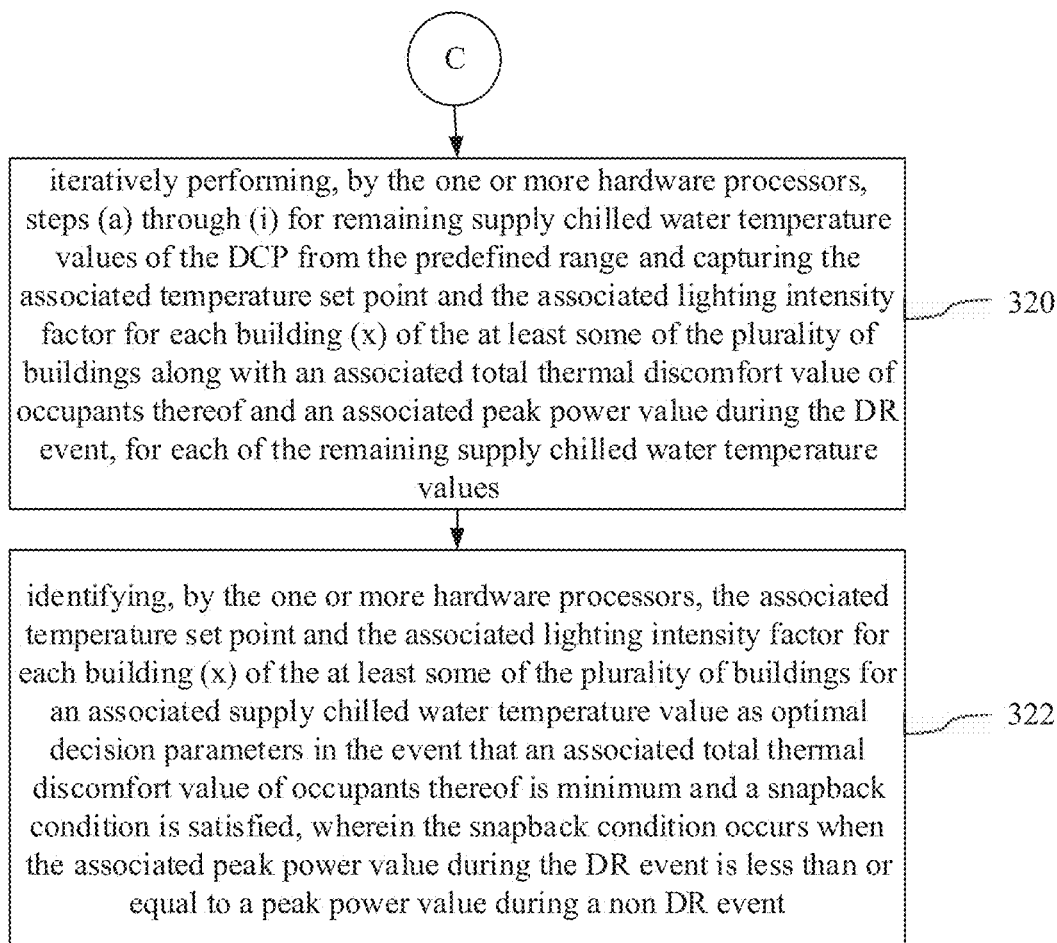 C
iteratively performing, by the one or more hardware processors,
steps (a) through (i) for remaining supply chilled water temperature
values of the DCP from the predefined range and capturing the
associated temperature set point and the associated lighting intensity
factor for each building (x) of the at least some of the plurality of
buildings along with an associated total thermal discomfort value of
occupants thereof and an associated peak power value during the DR
event, for each of the remaining supply chilled water temperature
values
320
identifying, by the one or more hardware processors, the associated
temperature set point and the associated lighting intensity factor for
each building (x) of the at least some of the plurality of buildings for
an associated supply chilled water temperature value as optimal
decision parameters in the event that an associated total thermal
discomfort value of occupants thereof is minimum and a snapback
condition is satisfied, wherein the snapback condition occurs when
the associated peak power value during the DR event is less than or
equal to a peak power value during a non DR event
322